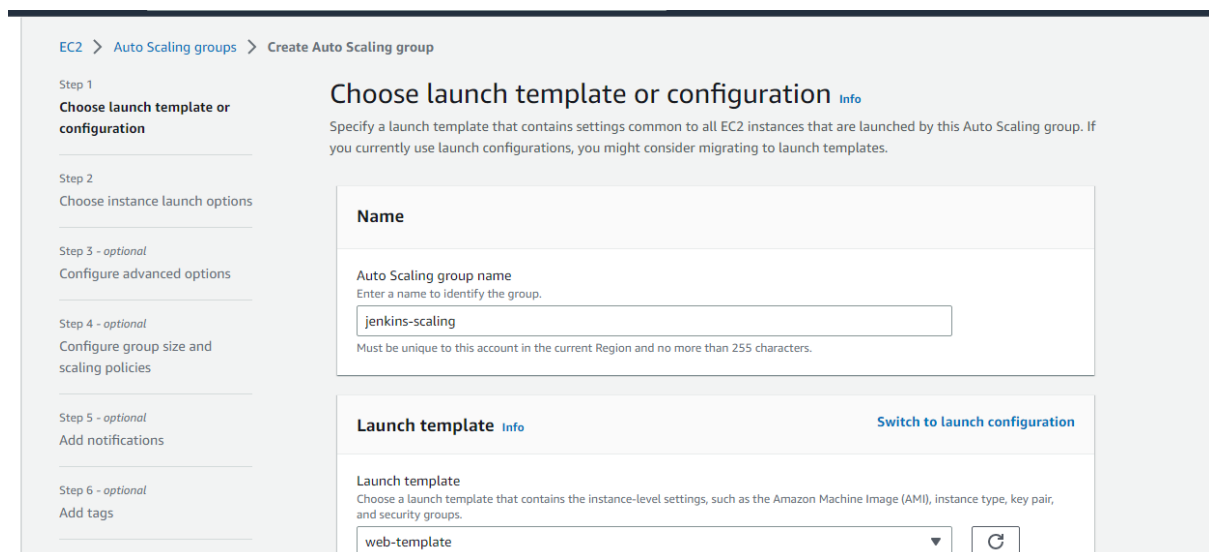 EC2 > Auto Scaling groups > Create Auto Scaling group
Step 1
Choose launch template or
configuration
Step 2
Choose instance launch options
Step 3 - optional
Configure advanced options
Step 4 - optional
Configure group size and
scaling policies
Step 5 - optional
Add notifications
Step 6 - optional
Add tags
Choose launch template or configuration Info
Specify a launch template that contains settings common to all EC2 instances that are launched by this Auto Scaling group. If
you currently use launch configurations, you might consider migrating to launch templates.
Name
Auto Scaling group name
Enter a name to identify the group.
jenkins-scaling
Must be unique to this account in the current Region and no more than 255 characters.
Launch template Info
Switch to launch configuration
Launch template
Choose a launch template that contains the instance-level settings, such as the Amazon Machine Image (AMI), instance type, key pair,
and security groups.
web-template